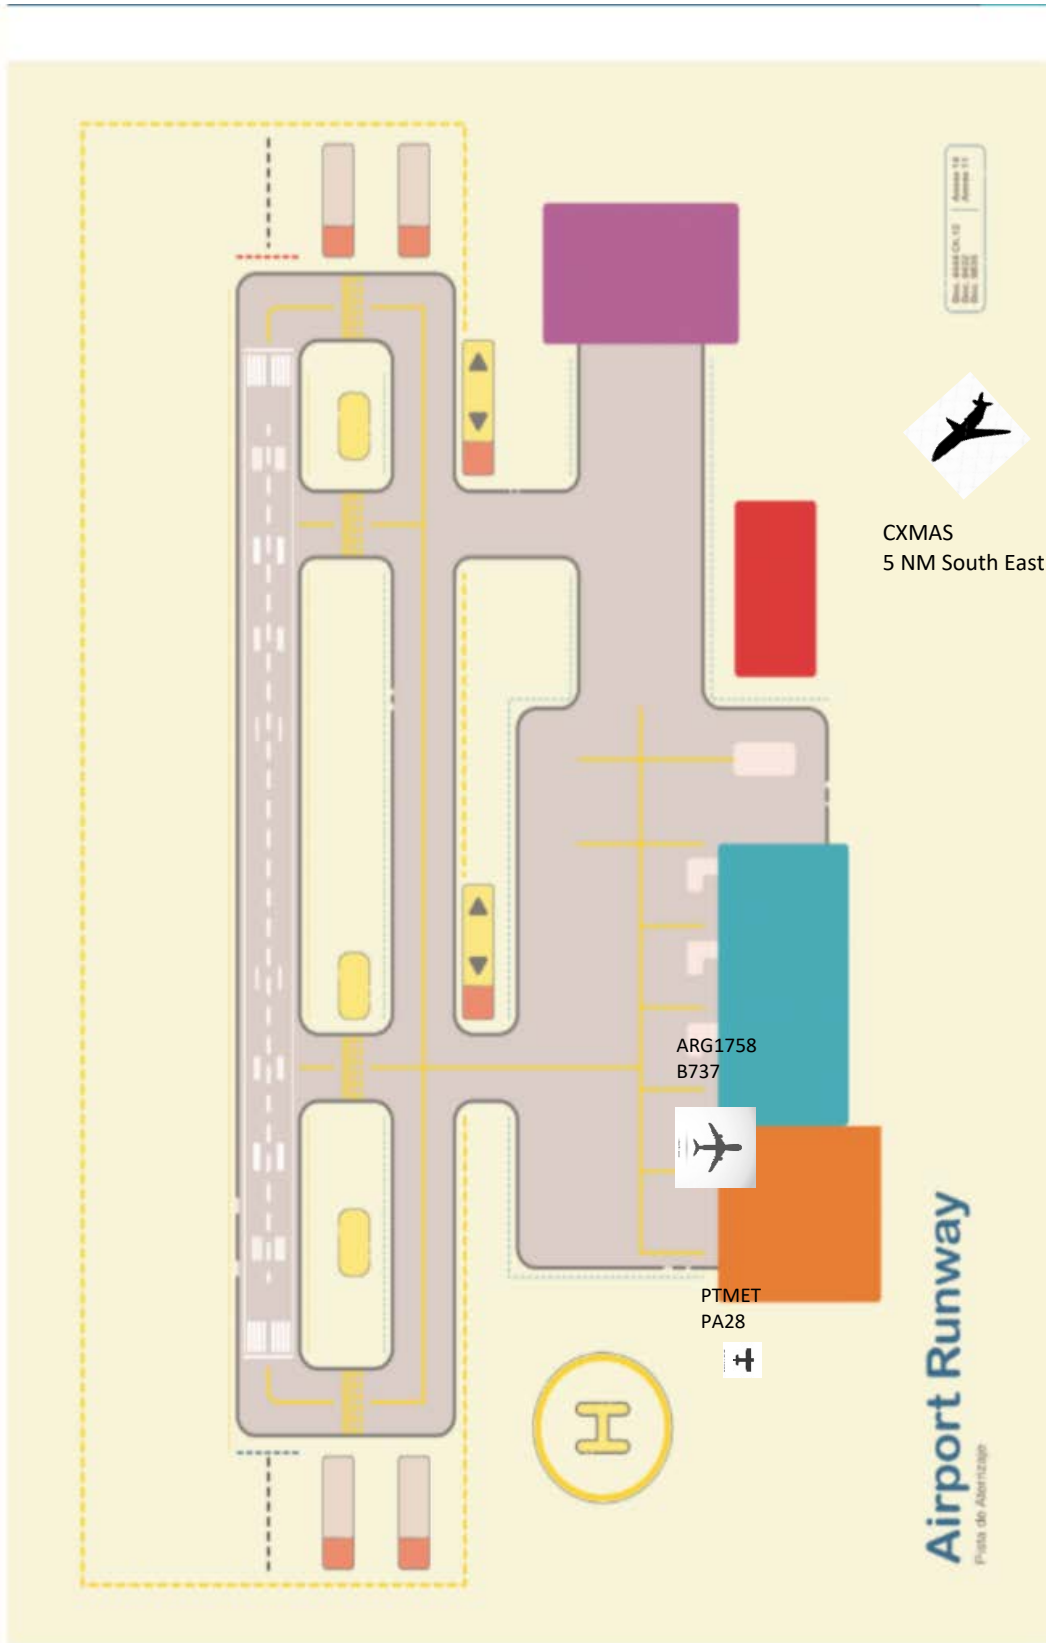 CXMAS
5 NM South East
ARG1758
B737
PTMET
PA28
H
Airport Runway
Pista de Aterrizaje